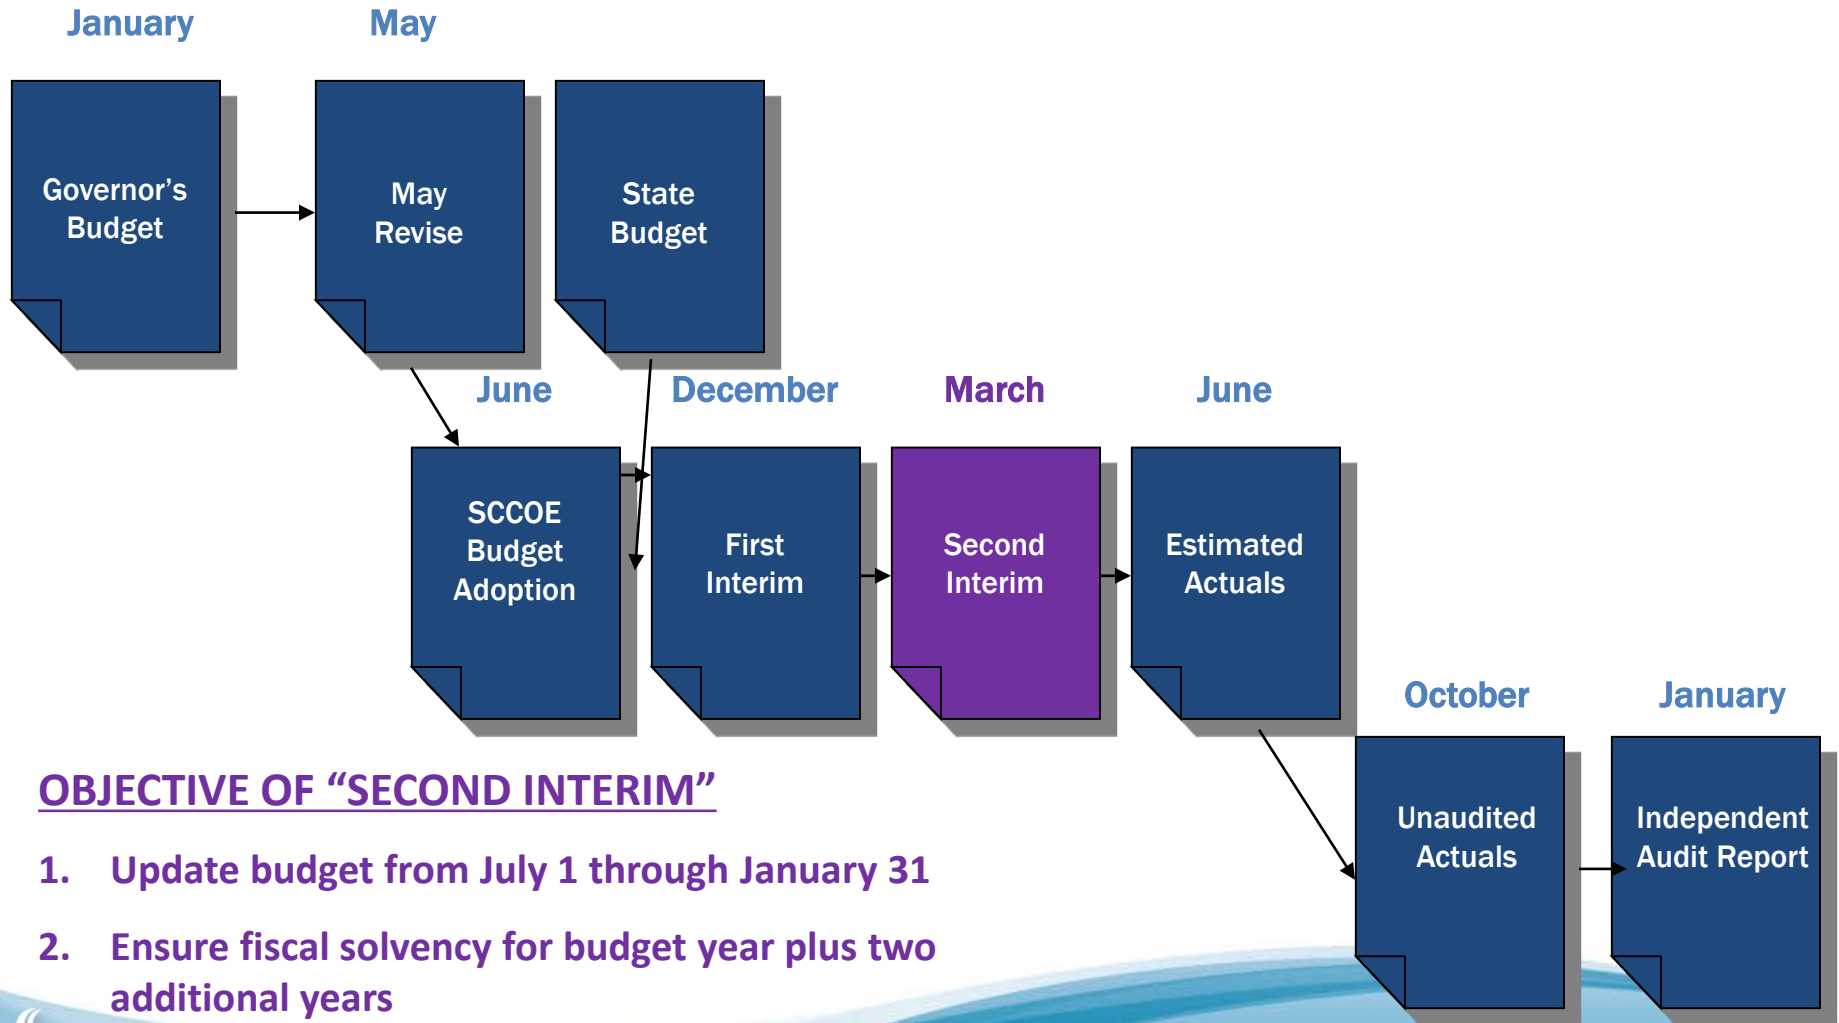 January
May
Governor’s
Budget
May
Revise
State
Budget
June
December
March
June
SCCOE
Budget
Adoption
First
Interim
Second
Interim
Estimated
Actuals
October
January
Unaudited
Actuals
Independent
Audit Report
OBJECTIVE OF “SECOND INTERIM”
1. Update budget from July 1 through January 31
2. Ensure fiscal solvency for budget year plus two
additional years